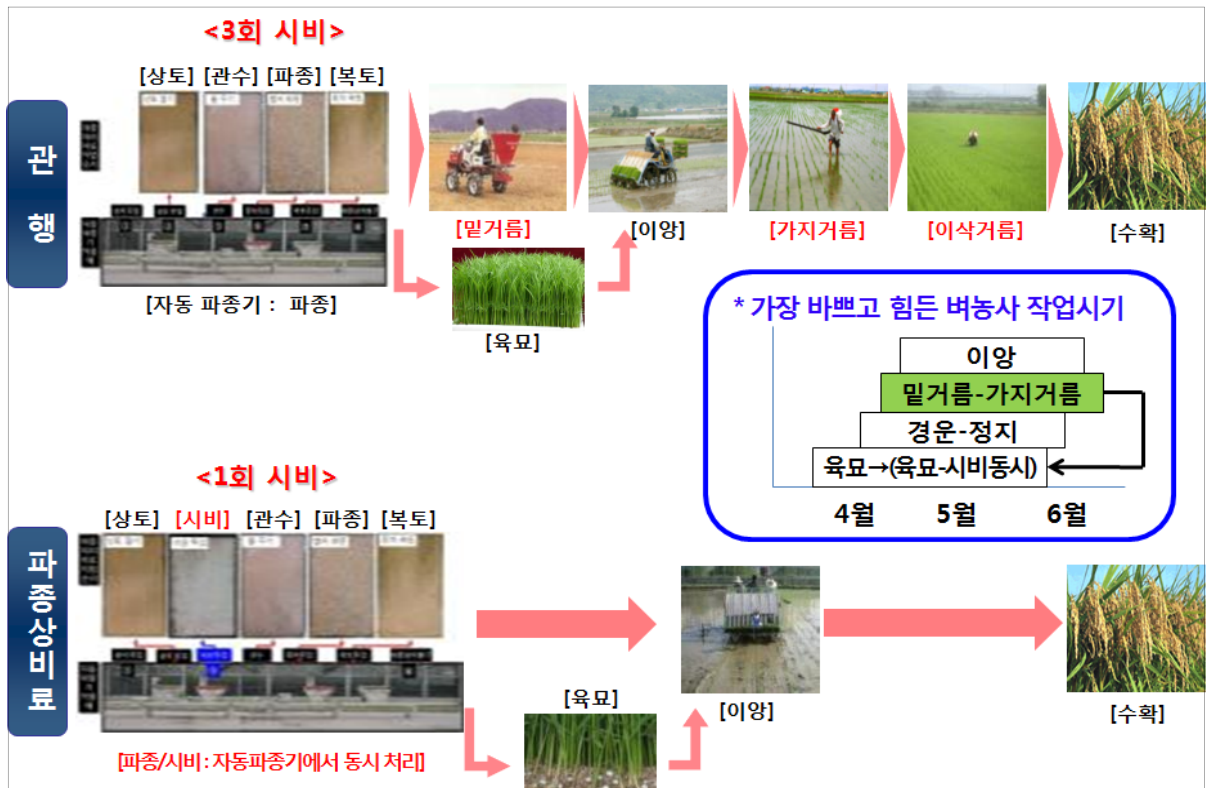 <3회 시비>
[상토] [관수] [파종] [복토]
관행
[밑거름] [이앙] [가지거름] [이삭거름] [수확]
[자동 파종기 : 파종]
[육묘]
* 가장 바쁘고 힘든 벼농사 작업시기
이앙
밑거름-가지거름
경운-정지
육묘→(육묘-시비동시)
4월 5월 6월
<1회 시비>
[상토] [시비] [관수] [파종] [복토]
파종상비료
[육묘]
[이앙]
[수확]
[파종/시비 : 자동파종기에서 동시 처리]